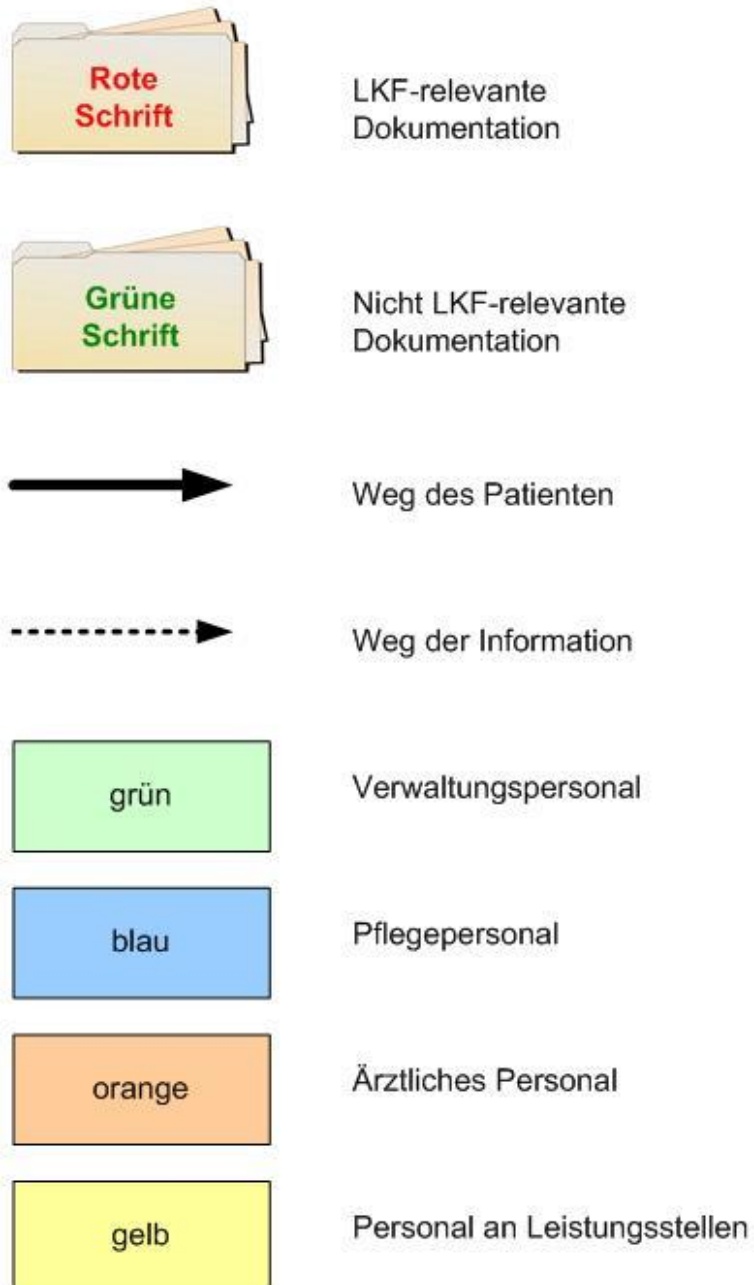 Rote
Schrift
LKF-relevante
Dokumentation
Grüne
Schrift
Nicht LKF-relevante
Dokumentation
Weg des Patienten
Weg der Information
grün
Verwaltungspersonal
blau
Pflegepersonal
orange
Ärztliches Personal
gelb
Personal an Leistungsstellen